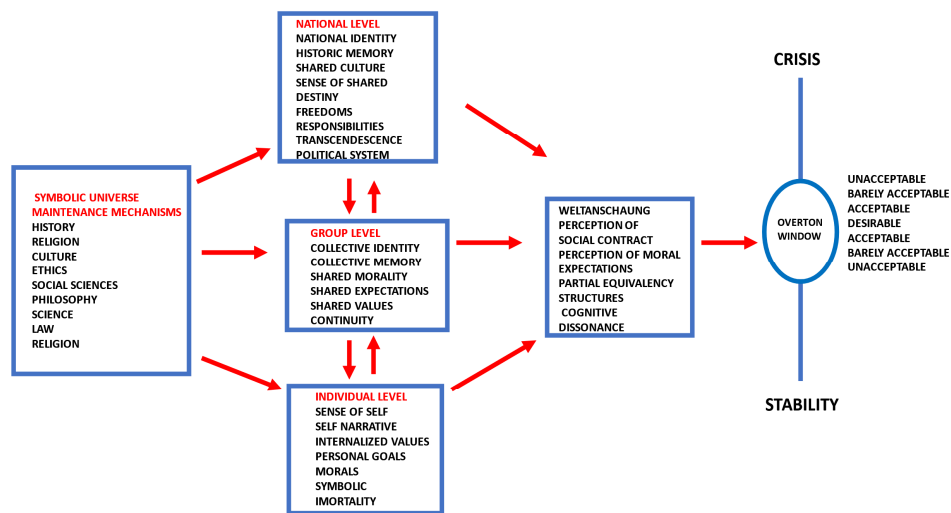 SYMBOLIC UNIVERSE
MAINTENANCE MECHANISMS
HISTORY
RELIGION
CULTURE
ETHICS
SOCIAL SCIENCES
PHILOSOPHY
SCIENCE
LAW
RELIGION
NATIONAL LEVEL
NATIONAL IDENTITY
HISTORIC MEMORY
SHARED CULTURE
SENSE OF SHARED
DESTINY
FREEDOMS
RESPONSIBILITIES
TRANSCENDESCENCE
POLITICAL SYSTEM
GROUP LEVEL
COLLECTIVE IDENTITY
COLLECTIVE MEMORY
SHARED MORALITY
SHARED EXPECTATIONS
SHARED VALUES
CONTINUITY
INDIVIDUAL LEVEL
SENSE OF SELF
SELF NARRATIVE
INTERNALIZED VALUES
PERSONAL GOALS
MORALS
SYMBOLIC
IMORTALITY
WELTANSCHAUNG
PERCEPTION OF
SOCIAL CONTRACT
PERCEPTION OF MORAL
EXPECTATIONS
PARTIAL EQUIVALENCY
STRUCTURES
COGNITIVE
DISSONANCE
CRISIS
OVERTON
WINDOW
STABILITY
UNACCEPTABLE
BARELY ACCEPTABLE
ACCEPTABLE
DESIRABLE
ACCEPTABLE
BARELY ACCEPTABLE
UNACCEPTABLE